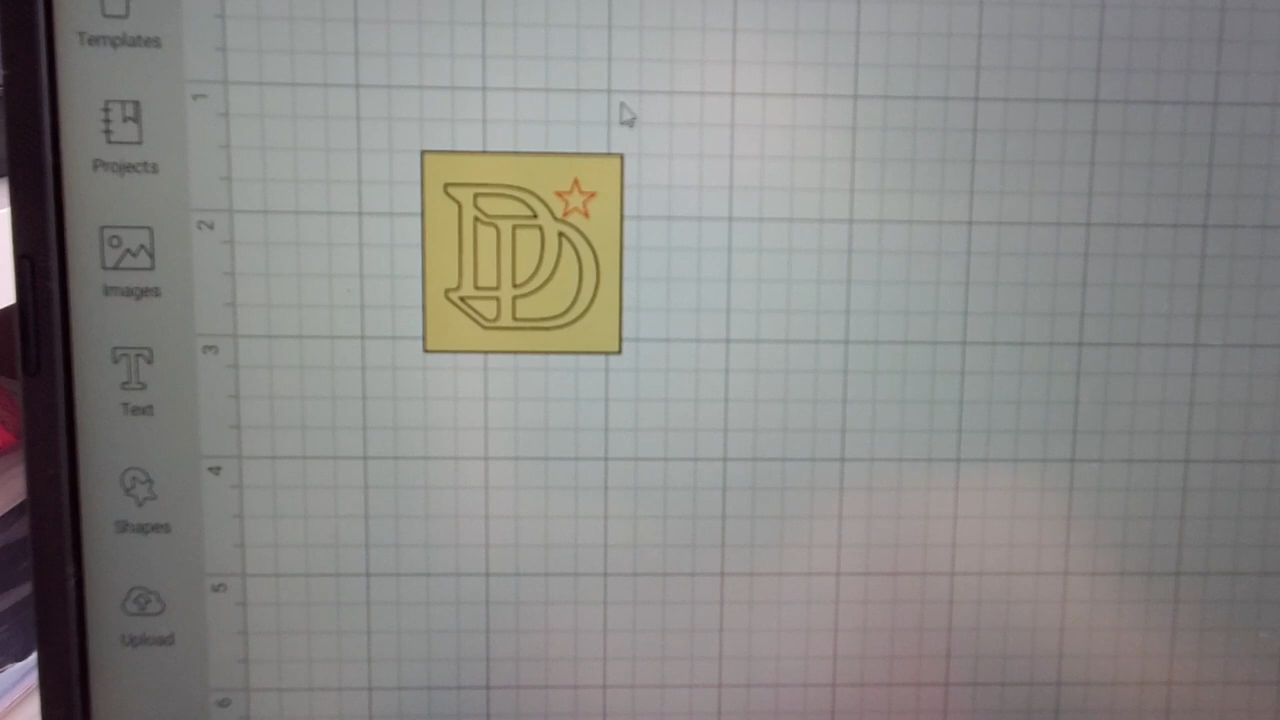 Templates
1
Projects
2
Images
3
Text
4
Shapes
5
Upload
6
D